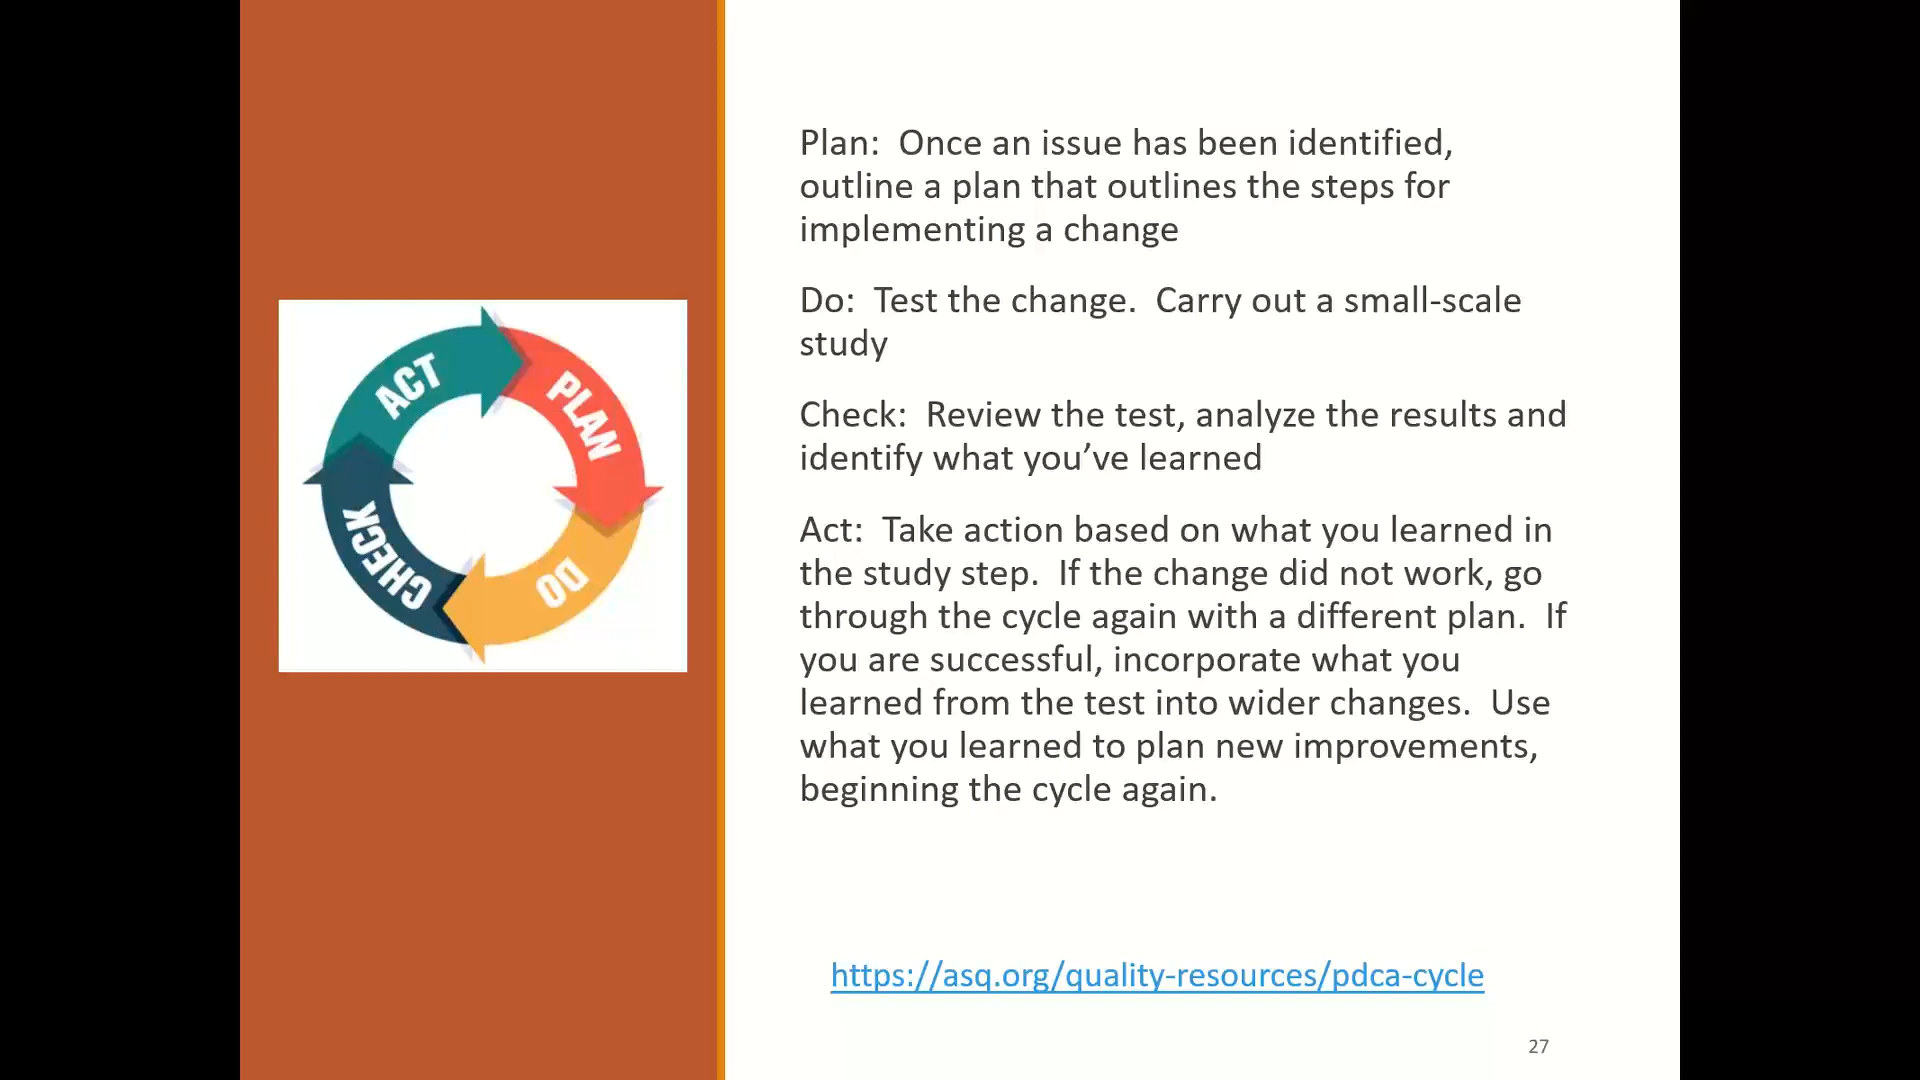 ACT
PLAN
DO
CHECK
Plan:  Once an issue has been identified,
outline a plan that outlines the steps for
implementing a change
Do:  Test the change.  Carry out a small-scale
study
Check:  Review the test, analyze the results and
identify what you’ve learned
Act:  Take action based on what you learned in
the study step.  If the change did not work, go
through the cycle again with a different plan.  If
you are successful, incorporate what you
learned from the test into wider changes.  Use
what you learned to plan new improvements,
beginning the cycle again.
https://asq.org/quality-resources/pdca-cycle
27